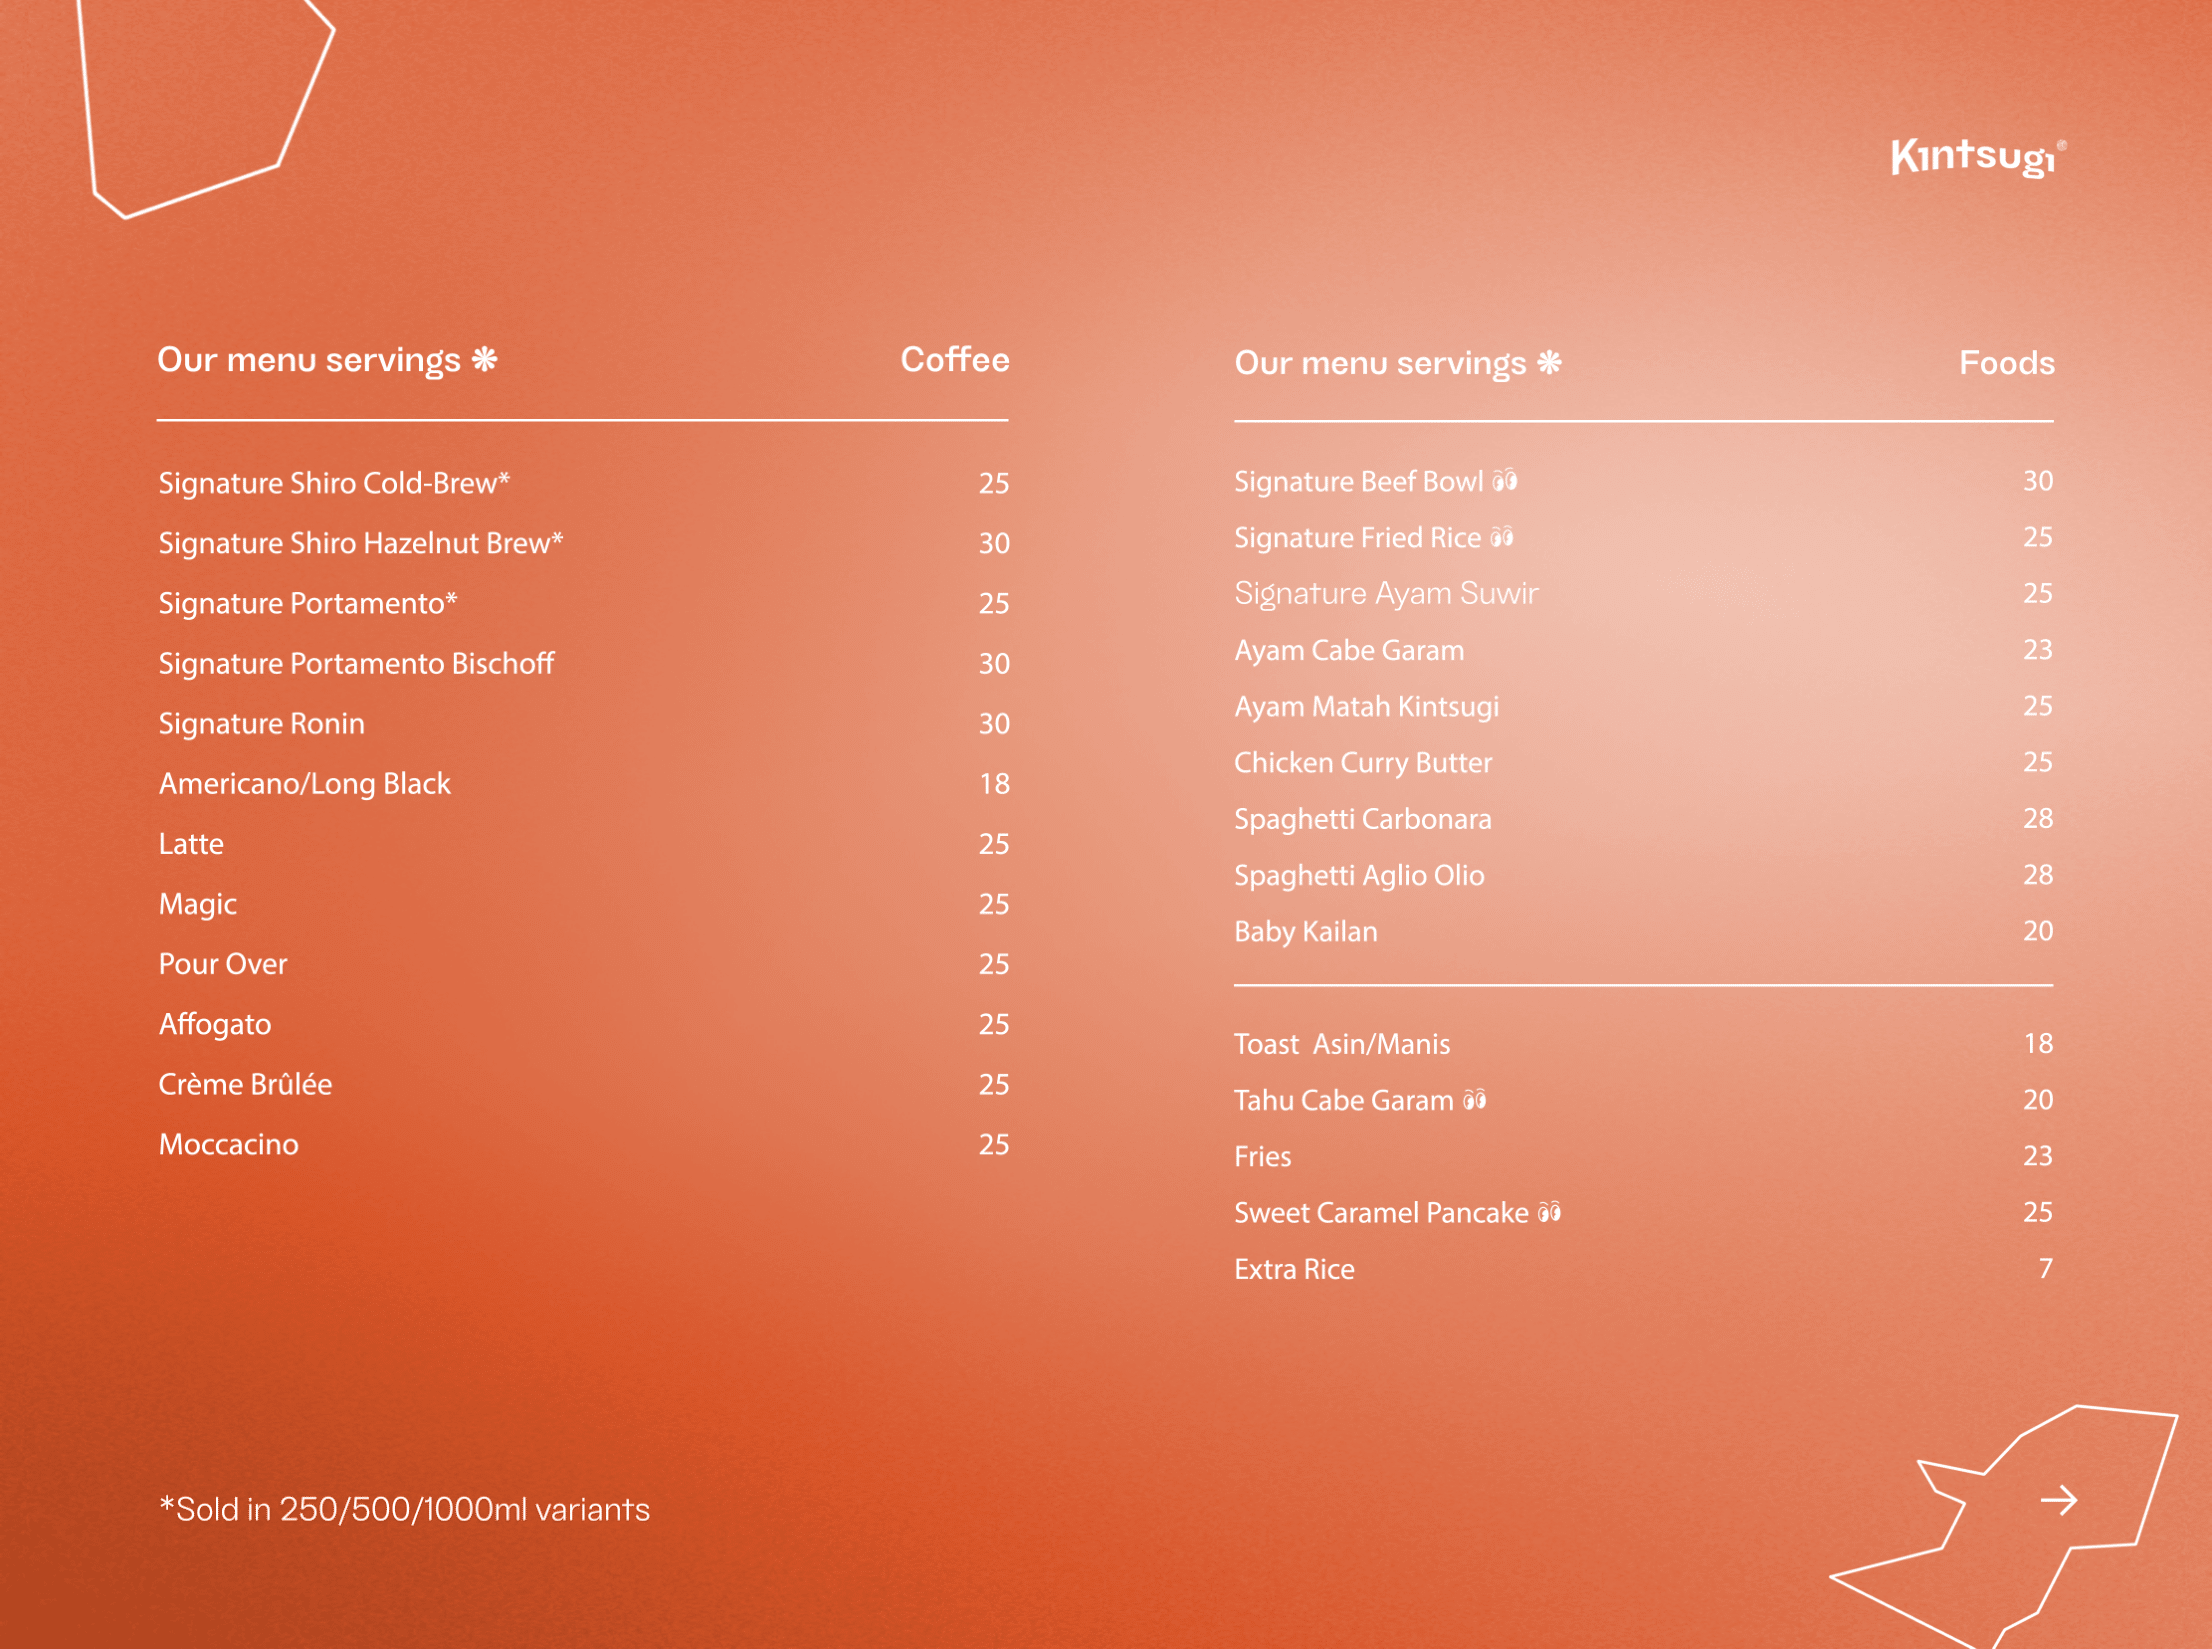 Kintsugi
Our menu servings ❋ Coffee
Signature Shiro Cold-Brew* 25
Signature Shiro Hazelnut Brew* 30
Signature Portamento* 25
Signature Portamento Bischoff 30
Signature Ronin 30
Americano/Long Black 18
Latte 25
Magic 25
Pour Over 25
Affogato 25
Crème Brûlée 25
Moccacino 25
*Sold in 250/500/1000ml variants
Our menu servings ❋ Foods
Signature Beef Bowl 👀 30
Signature Fried Rice 👀 25
Signature Ayam Suwir 25
Ayam Cabe Garam 23
Ayam Matah Kintsugi 25
Chicken Curry Butter 25
Spaghetti Carbonara 28
Spaghetti Aglio Olio 28
Baby Kailan 20
Toast  Asin/Manis 18
Tahu Cabe Garam 👀 20
Fries 23
Sweet Caramel Pancake 👀 25
Extra Rice 7
→